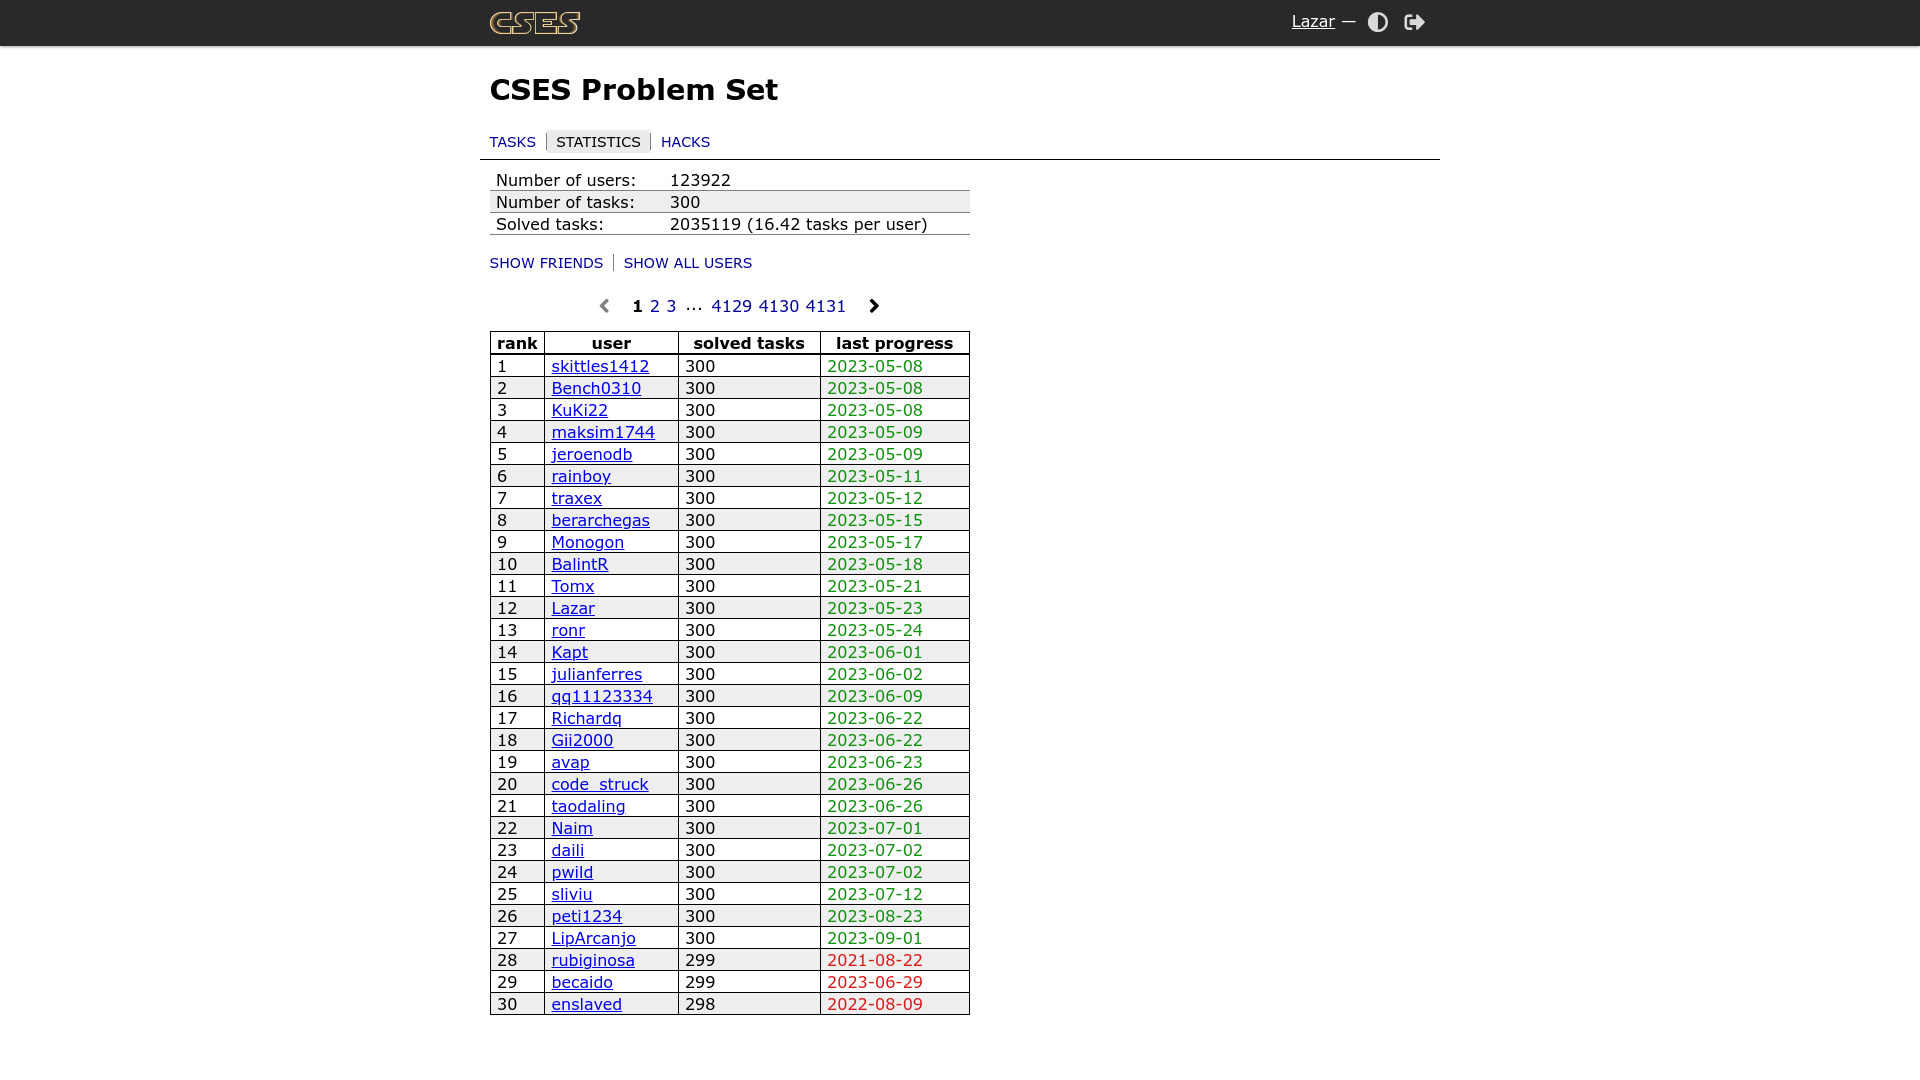 CSES
Lazar —
CSES Problem Set
TASKS | STATISTICS | HACKS
Number of users: 123922
Number of tasks: 300
Solved tasks: 2035119 (16.42 tasks per user)
SHOW FRIENDS | SHOW ALL USERS
1 2 3 ... 4129 4130 4131
rank user solved tasks last progress
1 skittles1412 300 2023-05-08
2 Bench0310 300 2023-05-08
3 KuKi22 300 2023-05-08
4 maksim1744 300 2023-05-09
5 jeroenodb 300 2023-05-09
6 rainboy 300 2023-05-11
7 traxex 300 2023-05-12
8 berarchegas 300 2023-05-15
9 Monogon 300 2023-05-17
10 BalintR 300 2023-05-18
11 Tomx 300 2023-05-21
12 Lazar 300 2023-05-23
13 ronr 300 2023-05-24
14 Kapt 300 2023-06-01
15 julianferres 300 2023-06-02
16 qq11123334 300 2023-06-09
17 Richardq 300 2023-06-22
18 Gii2000 300 2023-06-22
19 avap 300 2023-06-23
20 code_struck 300 2023-06-26
21 taodaling 300 2023-06-26
22 Naim 300 2023-07-01
23 daili 300 2023-07-02
24 pwild 300 2023-07-02
25 sliviu 300 2023-07-12
26 peti1234 300 2023-08-23
27 LipArcanjo 300 2023-09-01
28 rubiginosa 299 2021-08-22
29 becaido 299 2023-06-29
30 enslaved 298 2022-08-09